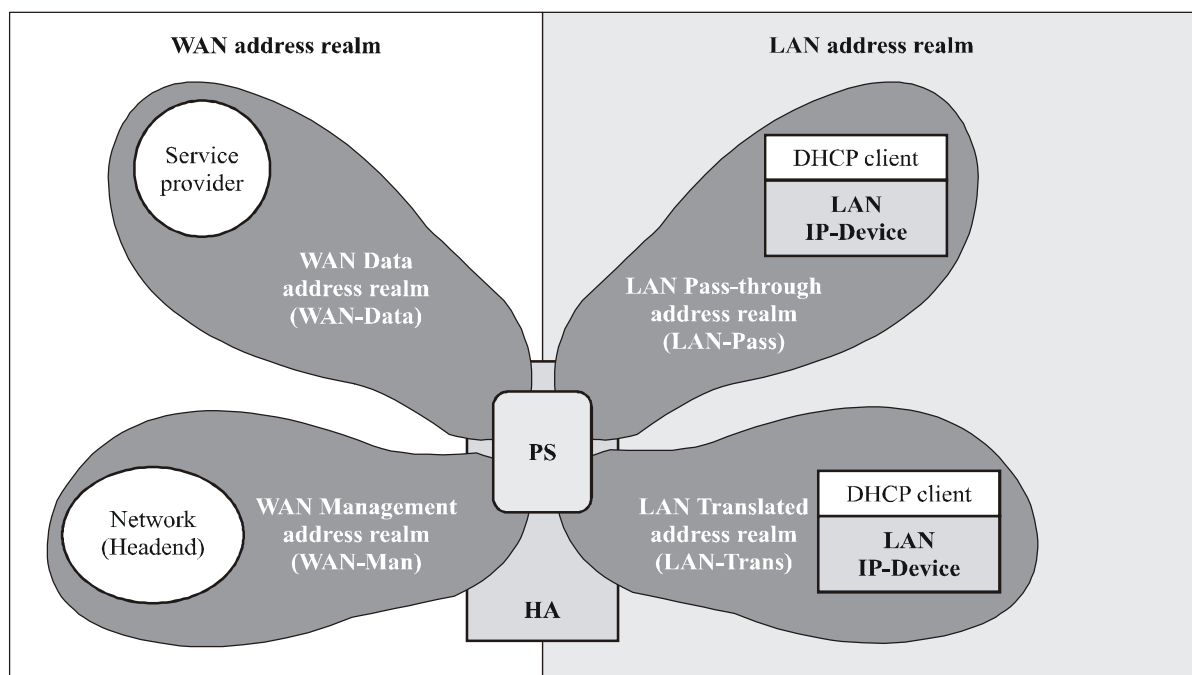 WAN address realm
LAN address realm
Service
provider
WAN Data
address realm
(WAN-Data)
DHCP client
LAN
IP-Device
LAN Pass-through
address realm
(LAN-Pass)
PS
Network
(Headend)
WAN Management
address realm
(WAN-Man)
LAN Translated
address realm
(LAN-Trans)
DHCP client
LAN
IP-Device
HA